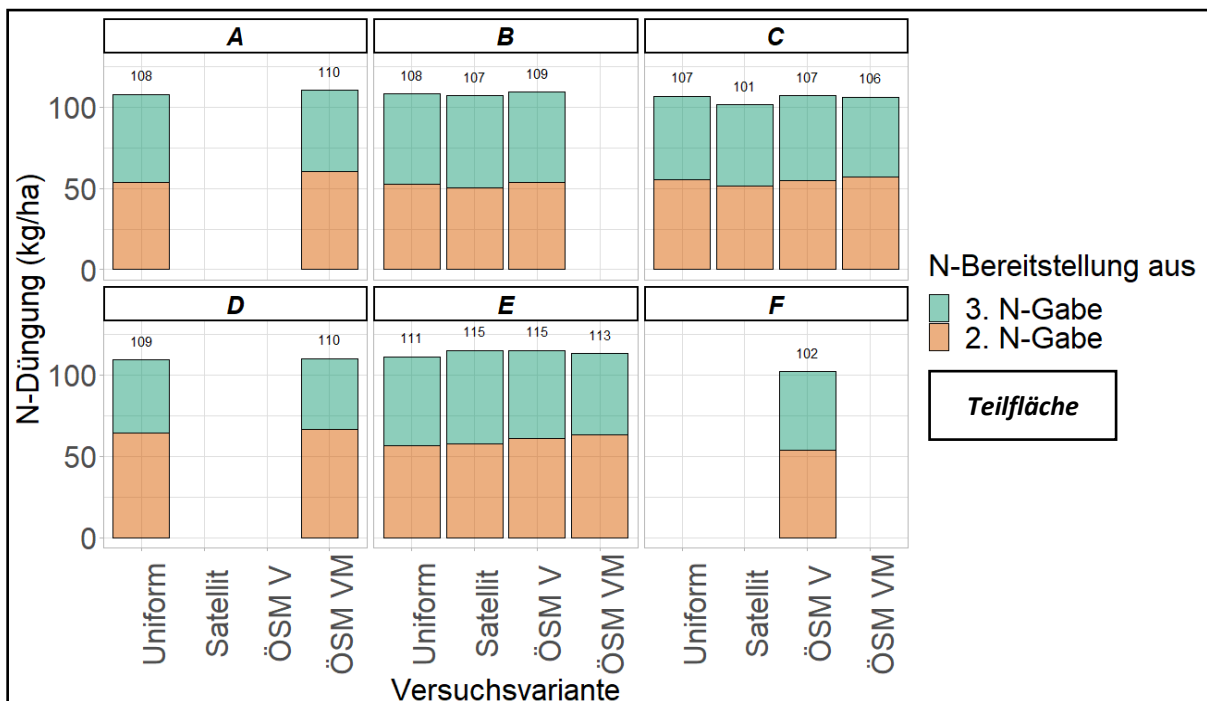 A
B
C
108
110
108
107
109
107
101
107
106
100
50
0
D
E
F
109
110
111
115
115
113
102
100
50
0
N-Düngung (kg/ha)
Uniform
Satellit
ÖSM V
ÖSM VM
Uniform
Satellit
ÖSM V
ÖSM VM
Uniform
Satellit
ÖSM V
ÖSM VM
Versuchsvariante
N-Bereitstellung aus
3. N-Gabe
2. N-Gabe
Teilfläche